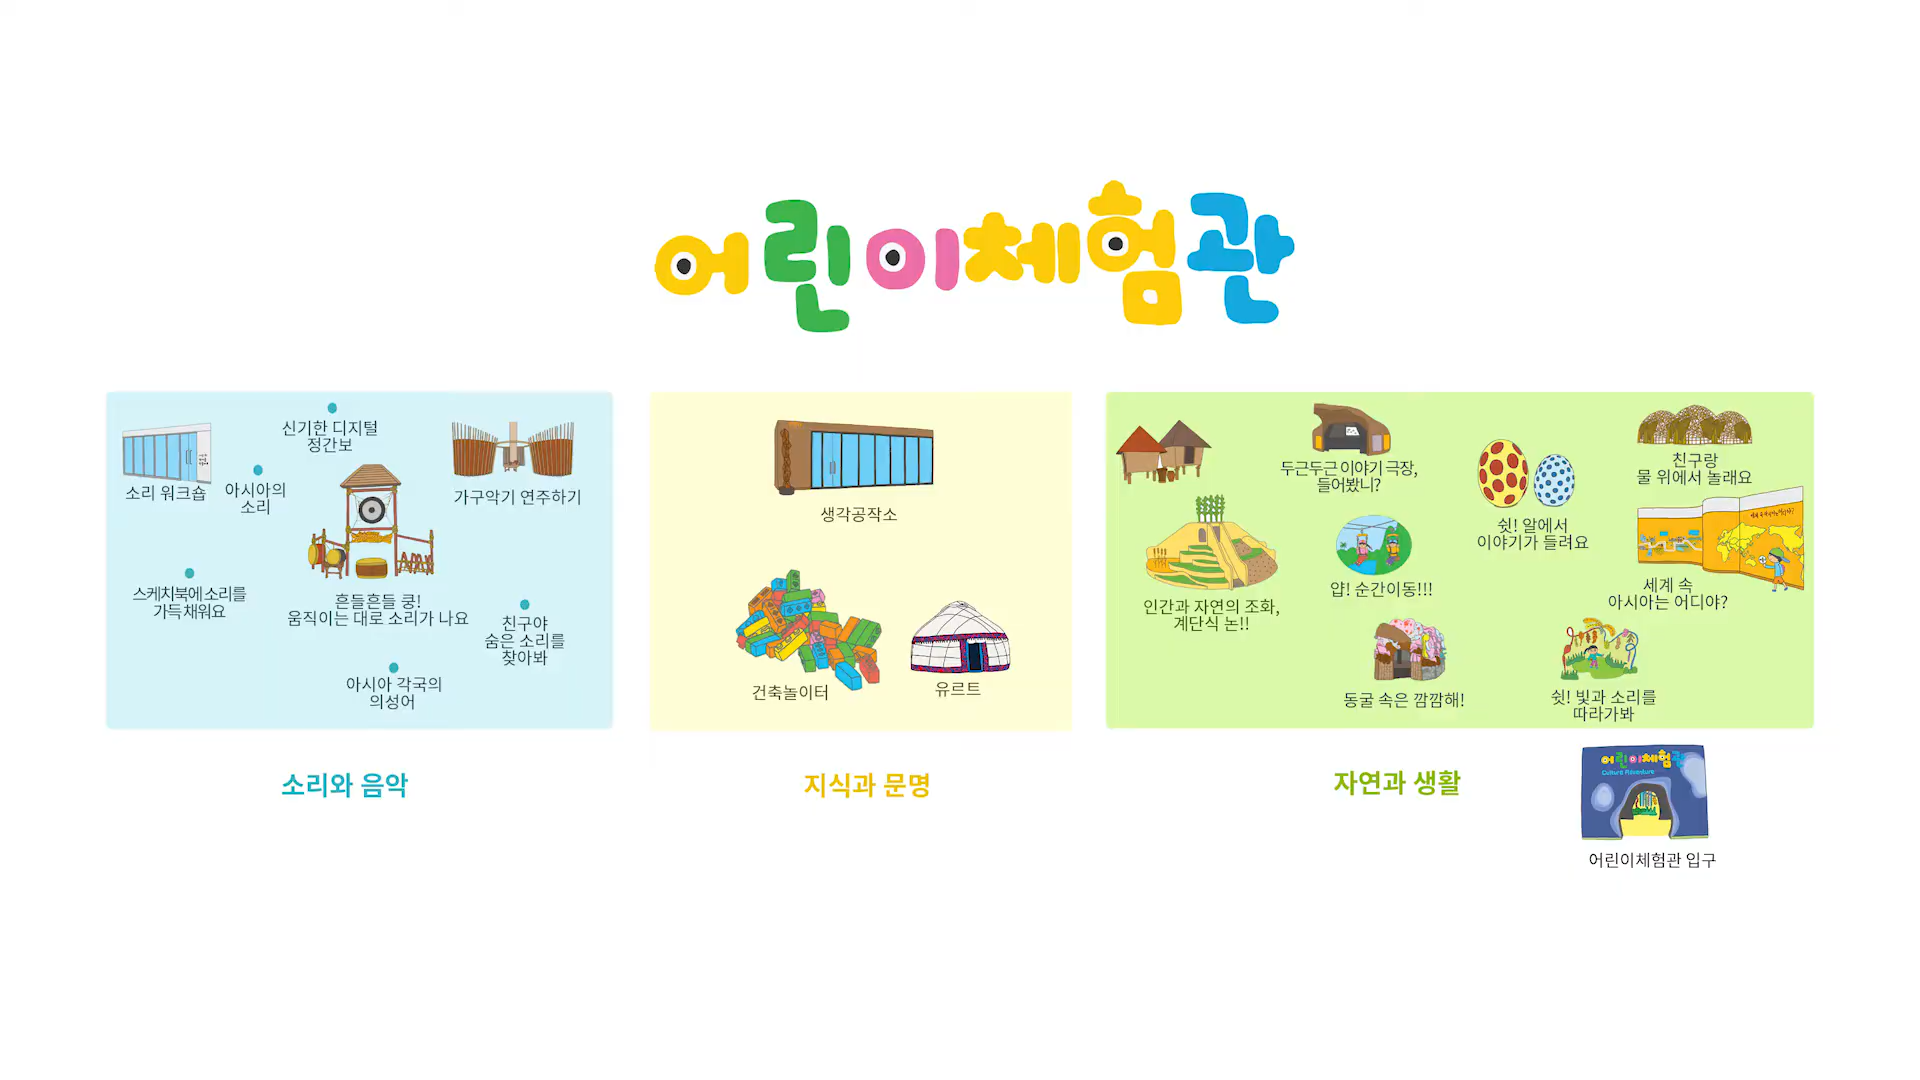 어린이체험관
소리 워크숍
신기한 디지털
정간보
아시아의
소리
가구악기 연주하기
스케치북에 소리를
가득 채워요
흔들흔들 쿵!
움직이는 대로 소리가 나요
친구야
숨은 소리를
찾아봐
아시아 각국의
의성어
소리와 음악
생각공작소
건축놀이터
유르트
지식과 문명
두근두근 이야기 극장,
들어봤니?
쉿! 알에서
이야기가 들려요
친구랑
물 위에서 놀래요
인간과 자연의 조화,
계단식 논!!
얍! 순간이동!!!
세계 속
아시아는 어디야?
동굴 속은 깜깜해!
쉿! 빛과 소리를
따라가봐
자연과 생활
어린이체험관
Culture Adventure
어린이체험관 입구